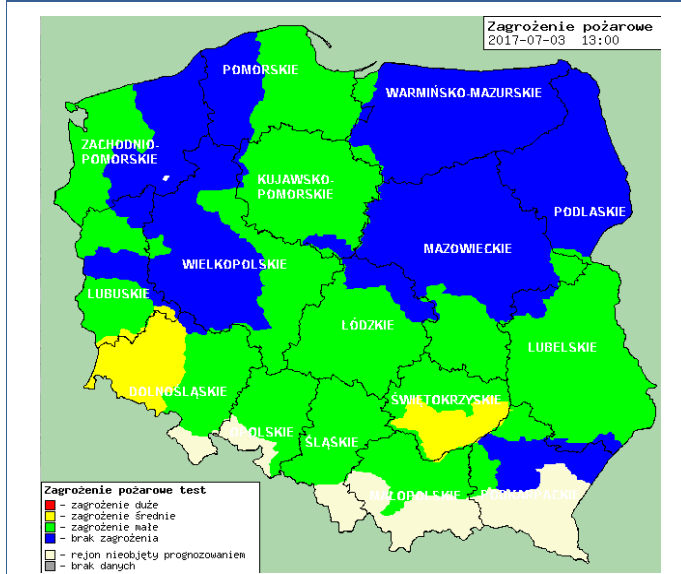 Zagrożenie pożarowe
2017-07-03 13:00
POMORSKIE
WARMIŃSKO-MAZURSKIE
ZACHODNIO-
POMORSKIE
KUJAWSKO-
POMORSKIE
PODLASKIE
MAZOWIECKIE
WIELKOPOLSKIE
LUBUSKIE
ŁÓDZKIE
LUBELSKIE
DOLNOŚLĄSKIE
ŚWIĘTOKRZYSKIE
OPOLSKIE
ŚLĄSKIE
MAŁOPOLSKIE
PODKARPACKIE
Zagrożenie pożarowe test
- zagrożenie duże
- zagrożenie średnie
- zagrożenie małe
- brak zagrożenia
- rejon nieobjęty prognozowaniem
- brak danych